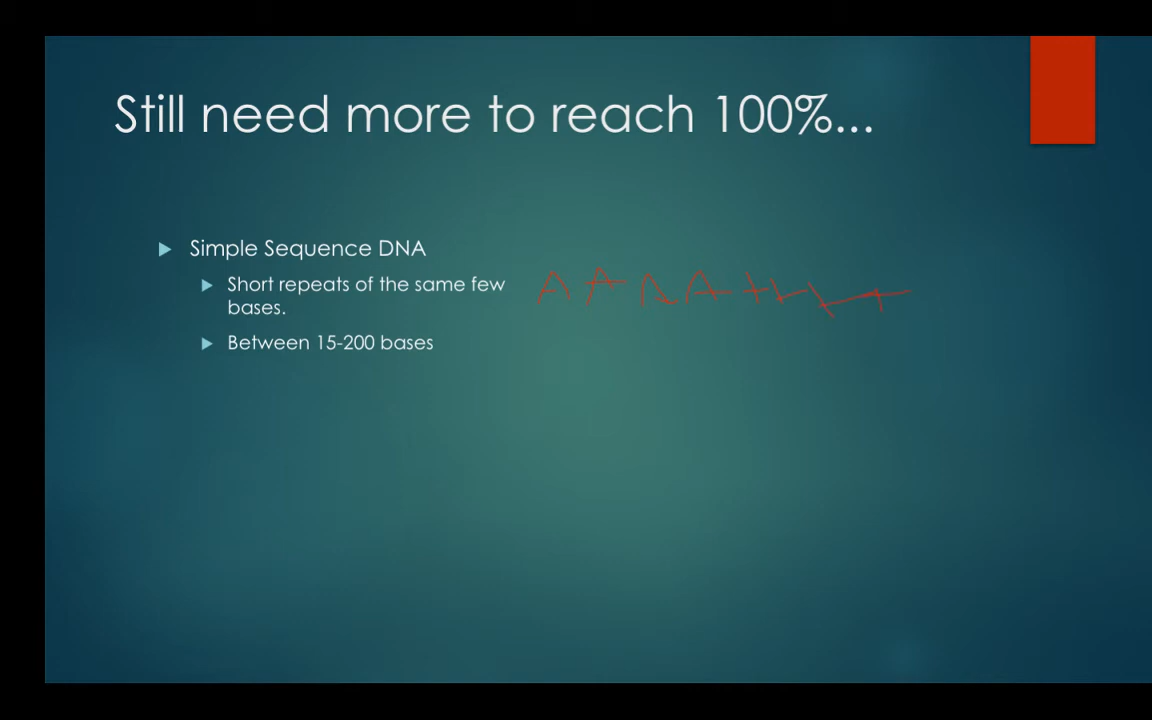 Still need more to reach 100%...
Simple Sequence DNA
Short repeats of the same few
bases.
Between 15-200 bases
A A A A